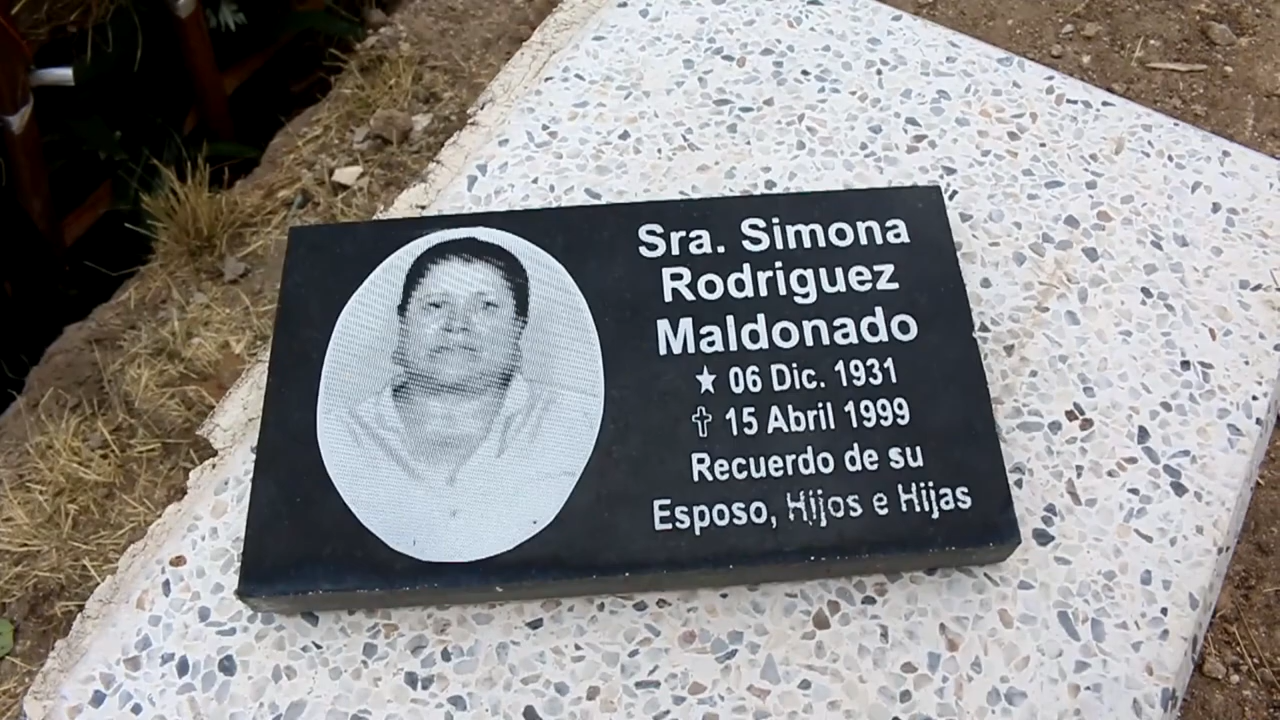 Sra. Simona
Rodriguez
Maldonado
★ 06 Dic. 1931
✝ 15 Abril 1999
Recuerdo de su
Esposo, Hijos e Hijas